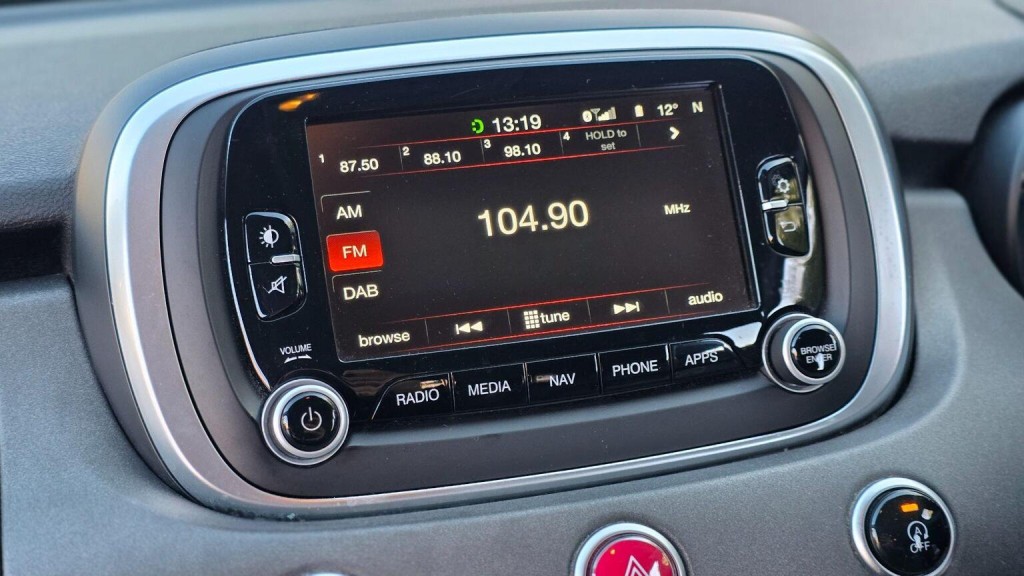 13:19 12° N
1 87.50 2 88.10 3 98.10 4 HOLD to
set
AM
104.90 MHz
FM
DAB
browse tune audio
VOLUME
BROWSE
ENTER
RADIO MEDIA NAV PHONE APPS
A
OFF